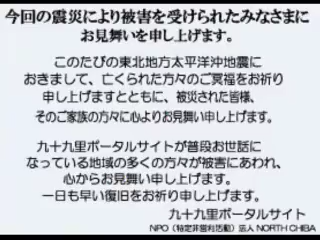 今回の震災により被害を受けられたみなさまに
お見舞いを申し上げます。
このたびの東北地方太平洋沖地震に
おきまして、亡くられた方々のご冥福をお祈り
申し上げますとともに、被災された皆様、
そのご家族の方々に心よりお見舞い申し上げます。
九十九里ポータルサイトが普段お世話に
なっている地域の多くの方々が被害にあわれ、
心からお見舞い申し上げます。
一日も早い復旧をお祈り申し上げます。
九十九里ポータルサイト
NPO（特定非営利活動）法人 NORTH CHIBA